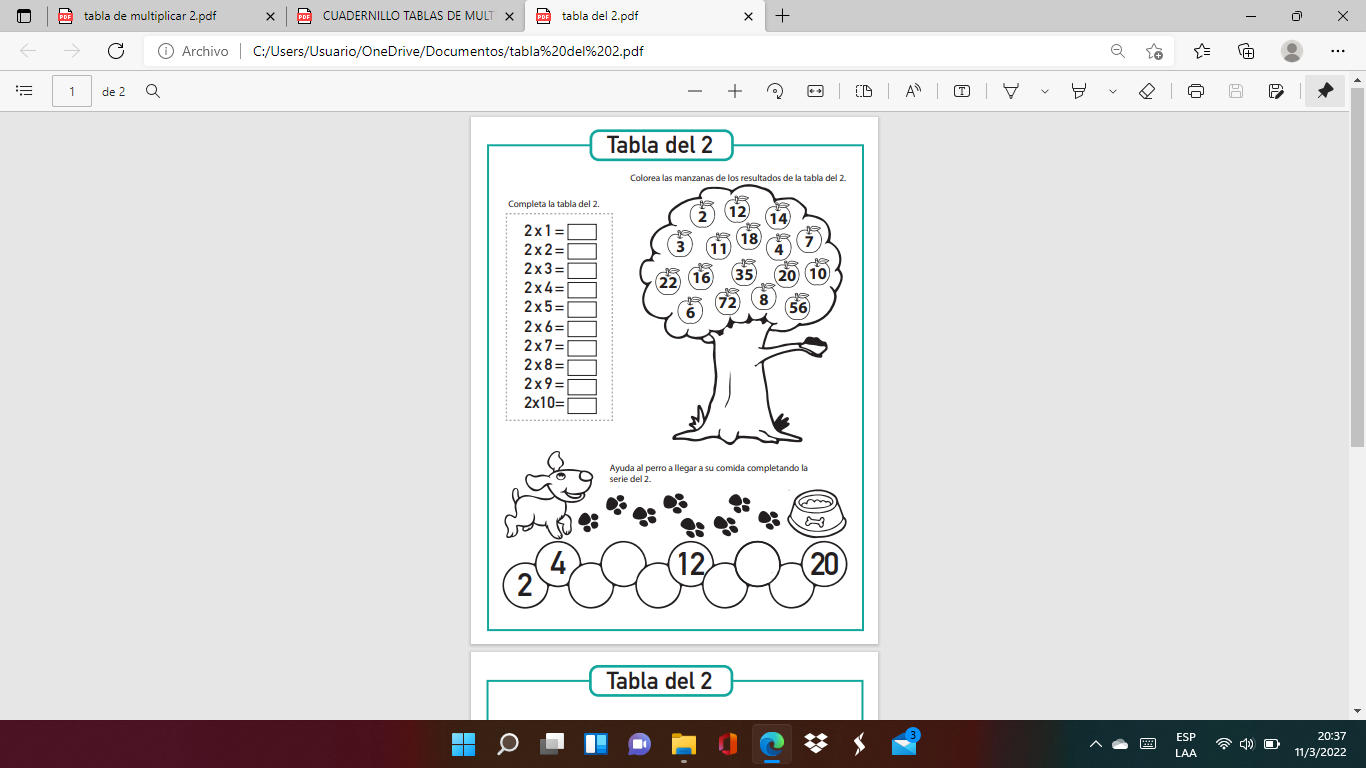 tabla de multiplicar 2.pdf
CUADERNILLO TABLAS DE MULT
tabla del 2.pdf
Archivo
C:/Users/Usuario/OneDrive/Documentos/tabla%20del%202.pdf
1
de 2
Tabla del 2
Colorea las manzanas de los resultados de la tabla del 2.
Completa la tabla del 2.
2 x 1 =
2 x 2 =
2 x 3 =
2 x 4 =
2 x 5 =
2 x 6 =
2 x 7 =
2 x 8 =
2 x 9 =
2x10=
2 12 14
3 11 18 4 7
22 16 35 20 10
6 72 8 56
Ayuda al perro a llegar a su comida completando la
serie del 2.
2 4 12 20
Tabla del 2
3
ESP
LAA
20:37
11/3/2022